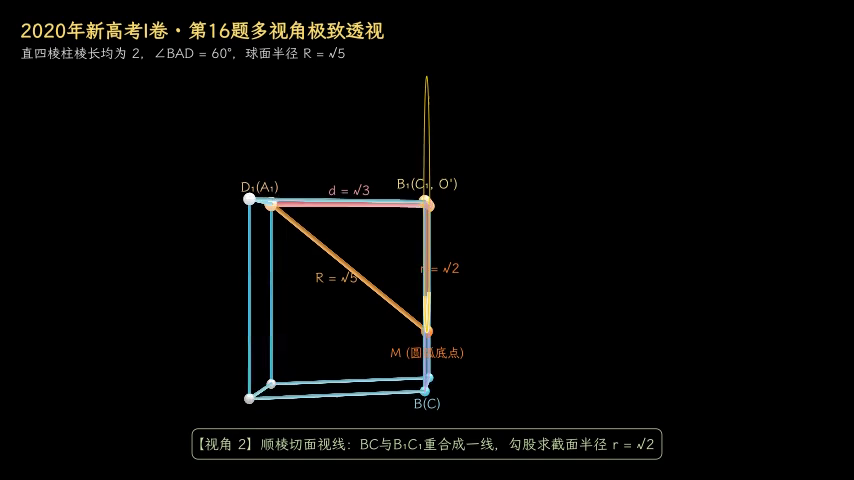 2020年新高考I卷·第16题多视角极致透视
直四棱柱棱长均为 2，∠BAD = 60°，球面半径 R = √5
D₁(A₁)
d = √3
B₁(C₁, O')
R = √5
r = √2
M (圆弧底点)
B(C)
【视角 2】顺棱切面视线：BC与B₁C₁重合成一线，勾股求截面半径 r = √2